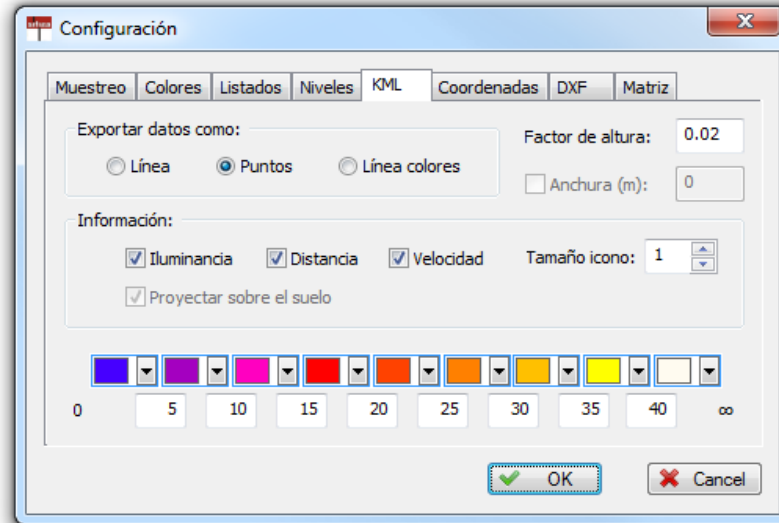 Configuración
Muestreo Colores Listados Niveles KML Coordenadas DXF Matriz
Exportar datos como:
Línea Puntos Línea colores
Factor de altura: 0.02
Anchura (m): 0
Información:
Iluminancia Distancia Velocidad Tamaño icono: 1
Proyectar sobre el suelo
0 5 10 15 20 25 30 35 40 ∞
OK Cancel